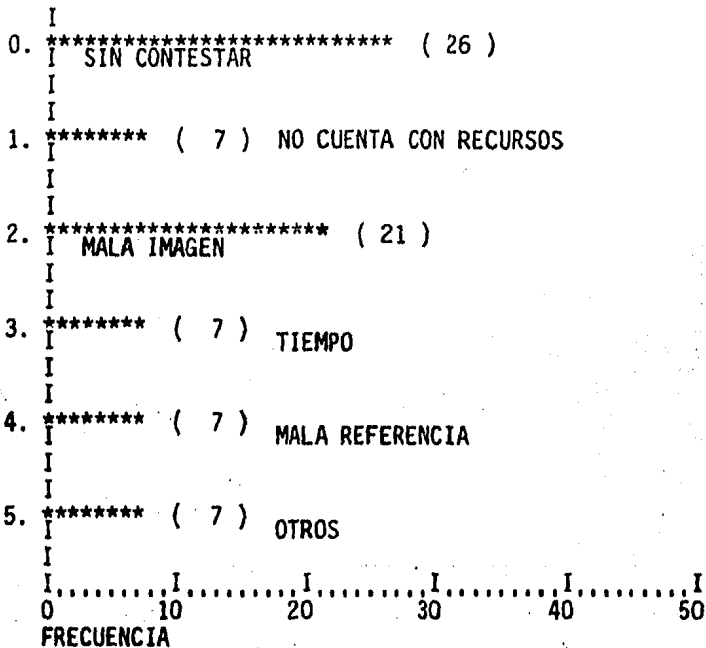 I
0. *************************** ( 26 )
I SIN CONTESTAR
I
I
1. ******** ( 7 ) NO CUENTA CON RECURSOS
I
I
I
2. ********************** ( 21 )
I MALA IMAGEN
I
I
3. ******** ( 7 ) TIEMPO
I
I
I
4. ******** ( 7 ) MALA REFERENCIA
I
I
I
5. ******** ( 7 ) OTROS
I
I
I.........I.........I.........I.........I.........I
0 10 20 30 40 50
FRECUENCIA